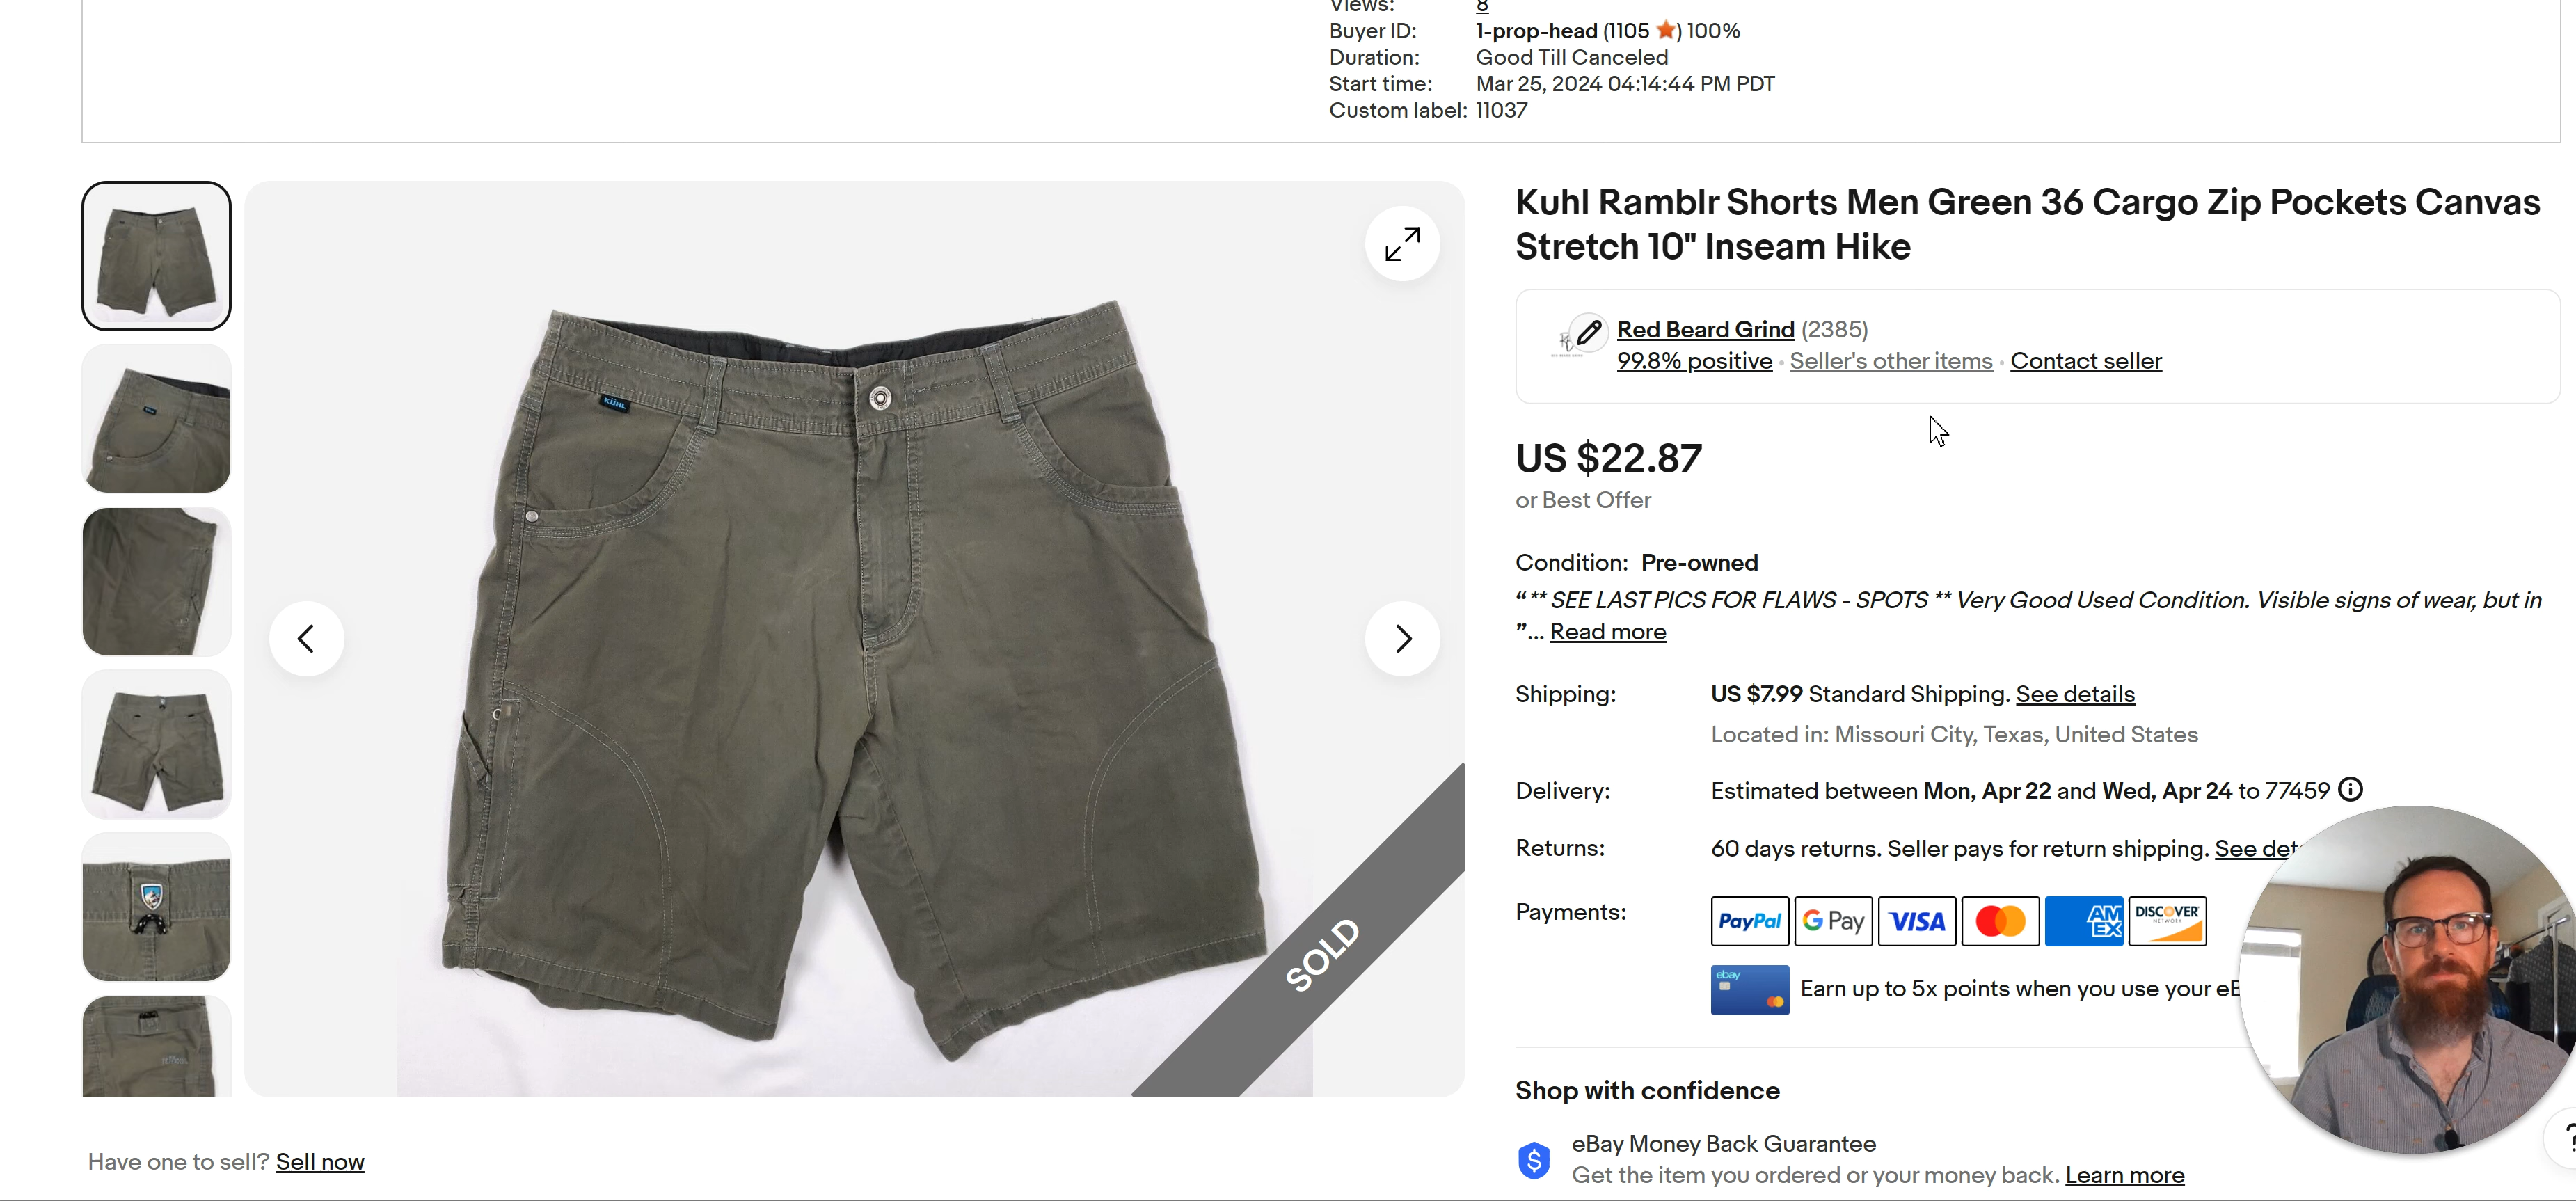 Views: 8
Buyer ID: 1-prop-head (1105 ) 100%
Duration: Good Till Canceled
Start time: Mar 25, 2024 04:14:44 PM PDT
Custom label: 11037
Kuhl Ramblr Shorts Men Green 36 Cargo Zip Pockets Canvas
Stretch 10" Inseam Hike
Red Beard Grind (2385)
99.8% positive · Seller's other items · Contact seller
US $22.87
or Best Offer
Condition: Pre-owned
“ ** SEE LAST PICS FOR FLAWS - SPOTS ** Very Good Used Condition. Visible signs of wear, but in
”... Read more
Shipping: US $7.99 Standard Shipping. See details
Located in: Missouri City, Texas, United States
Delivery: Estimated between Mon, Apr 22 and Wed, Apr 24 to 77459
Returns: 60 days returns. Seller pays for return shipping. See det
Payments: PayPal G Pay VISA AM EX DISCOVER NETWORK
ebay Earn up to 5x points when you use your eB
Shop with confidence
eBay Money Back Guarantee
Get the item you ordered or your money back. Learn more
KÜHL
SOLD
Have one to sell? Sell now